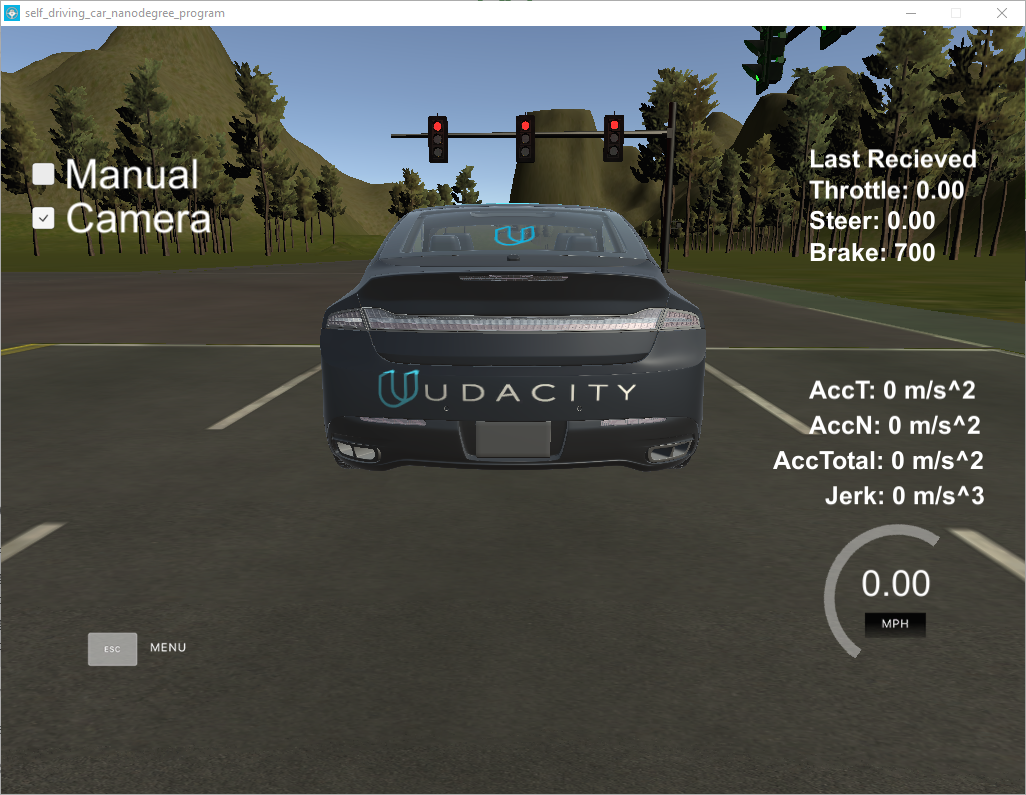 self_driving_car_nanodegree_program
Manual
Camera
Last Recieved
Throttle: 0.00
Steer: 0.00
Brake: 700
UDACITY
AccT: 0 m/s^2
AccN: 0 m/s^2
AccTotal: 0 m/s^2
Jerk: 0 m/s^3
0.00
MPH
ESC MENU